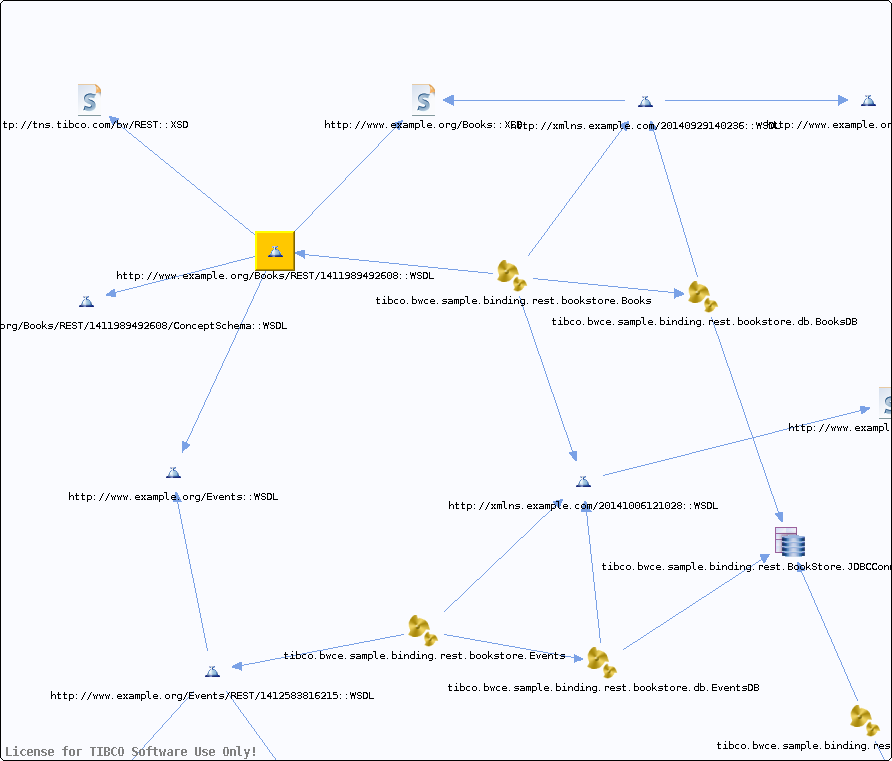 tp://tns.tibco.com/bw/REST::XSD
http://www.example.org/Books::XSD
http://xmlns.example.com/20140929140236::WSDL
http://www.example.or
http://www.example.org/Books/REST/1411989492608::WSDL
tibco.bwce.sample.binding.rest.bookstore.Books
tibco.bwce.sample.binding.rest.bookstore.db.BooksDB
org/Books/REST/1411989492608/ConceptSchema::WSDL
http://www.exampl
http://www.example.org/Events::WSDL
http://xmlns.example.com/20141006121028::WSDL
tibco.bwce.sample.binding.rest.BookStore.JDBCConn
tibco.bwce.sample.binding.rest.bookstore.Events
tibco.bwce.sample.binding.rest.bookstore.db.EventsDB
http://www.example.org/Events/REST/1412583816215::WSDL
tibco.bwce.sample.binding.res
License for TIBCO Software Use Only!